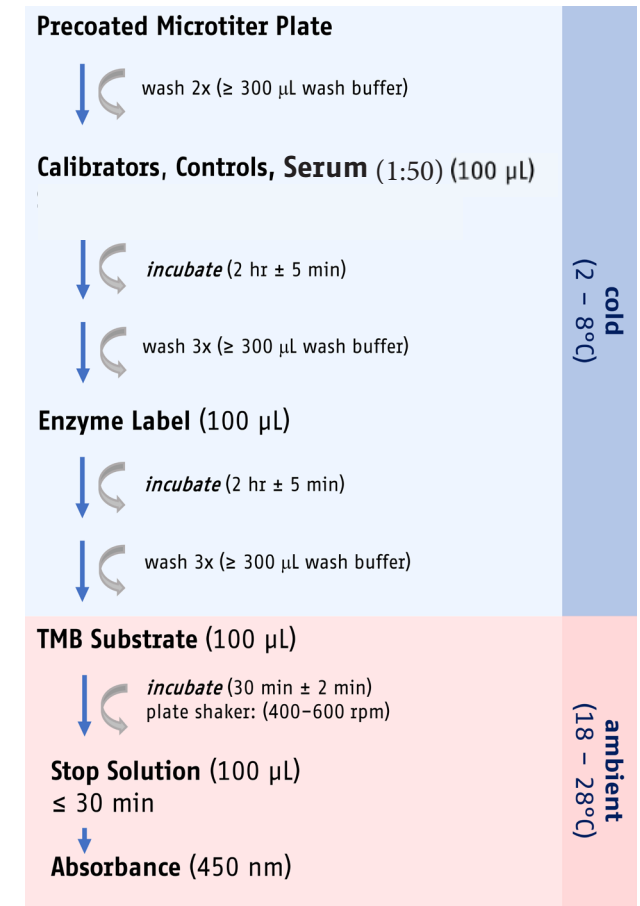 Precoated Microtiter Plate
wash 2x (≥ 300 µL wash buffer)
Calibrators, Controls, Serum (1:50) (100 µL)
incubate (2 hr ± 5 min)
wash 3x (≥ 300 µL wash buffer)
Enzyme Label (100 µL)
incubate (2 hr ± 5 min)
wash 3x (≥ 300 µL wash buffer)
cold
(2 – 8°C)
TMB Substrate (100 µL)
incubate (30 min ± 2 min)
plate shaker: (400–600 rpm)
Stop Solution (100 µL)
≤ 30 min
Absorbance (450 nm)
ambient
(18 – 28°C)